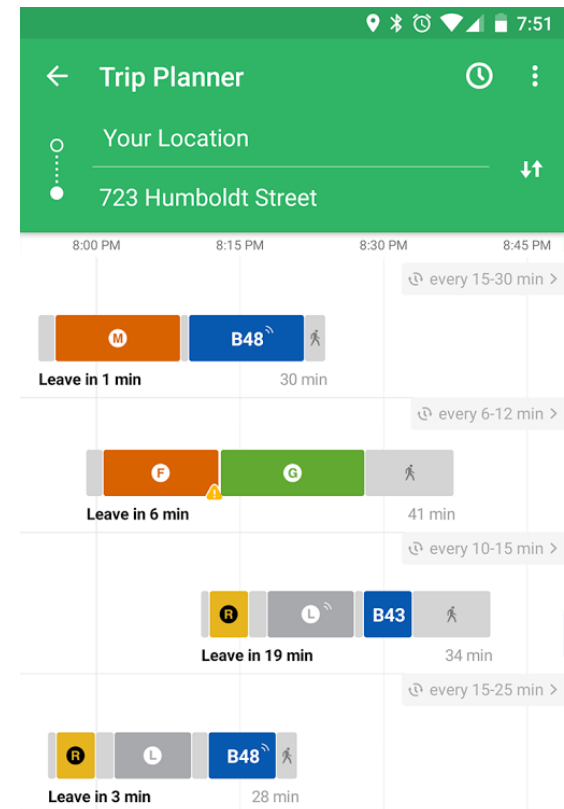 7:51
Trip Planner
Your Location
723 Humboldt Street
8:00 PM 8:15 PM 8:30 PM 8:45 PM
every 15-30 min >
M B48
Leave in 1 min 30 min
every 6-12 min >
F G
Leave in 6 min 41 min
every 10-15 min >
R L B43
Leave in 19 min 34 min
every 15-25 min >
R L B48
Leave in 3 min 28 min